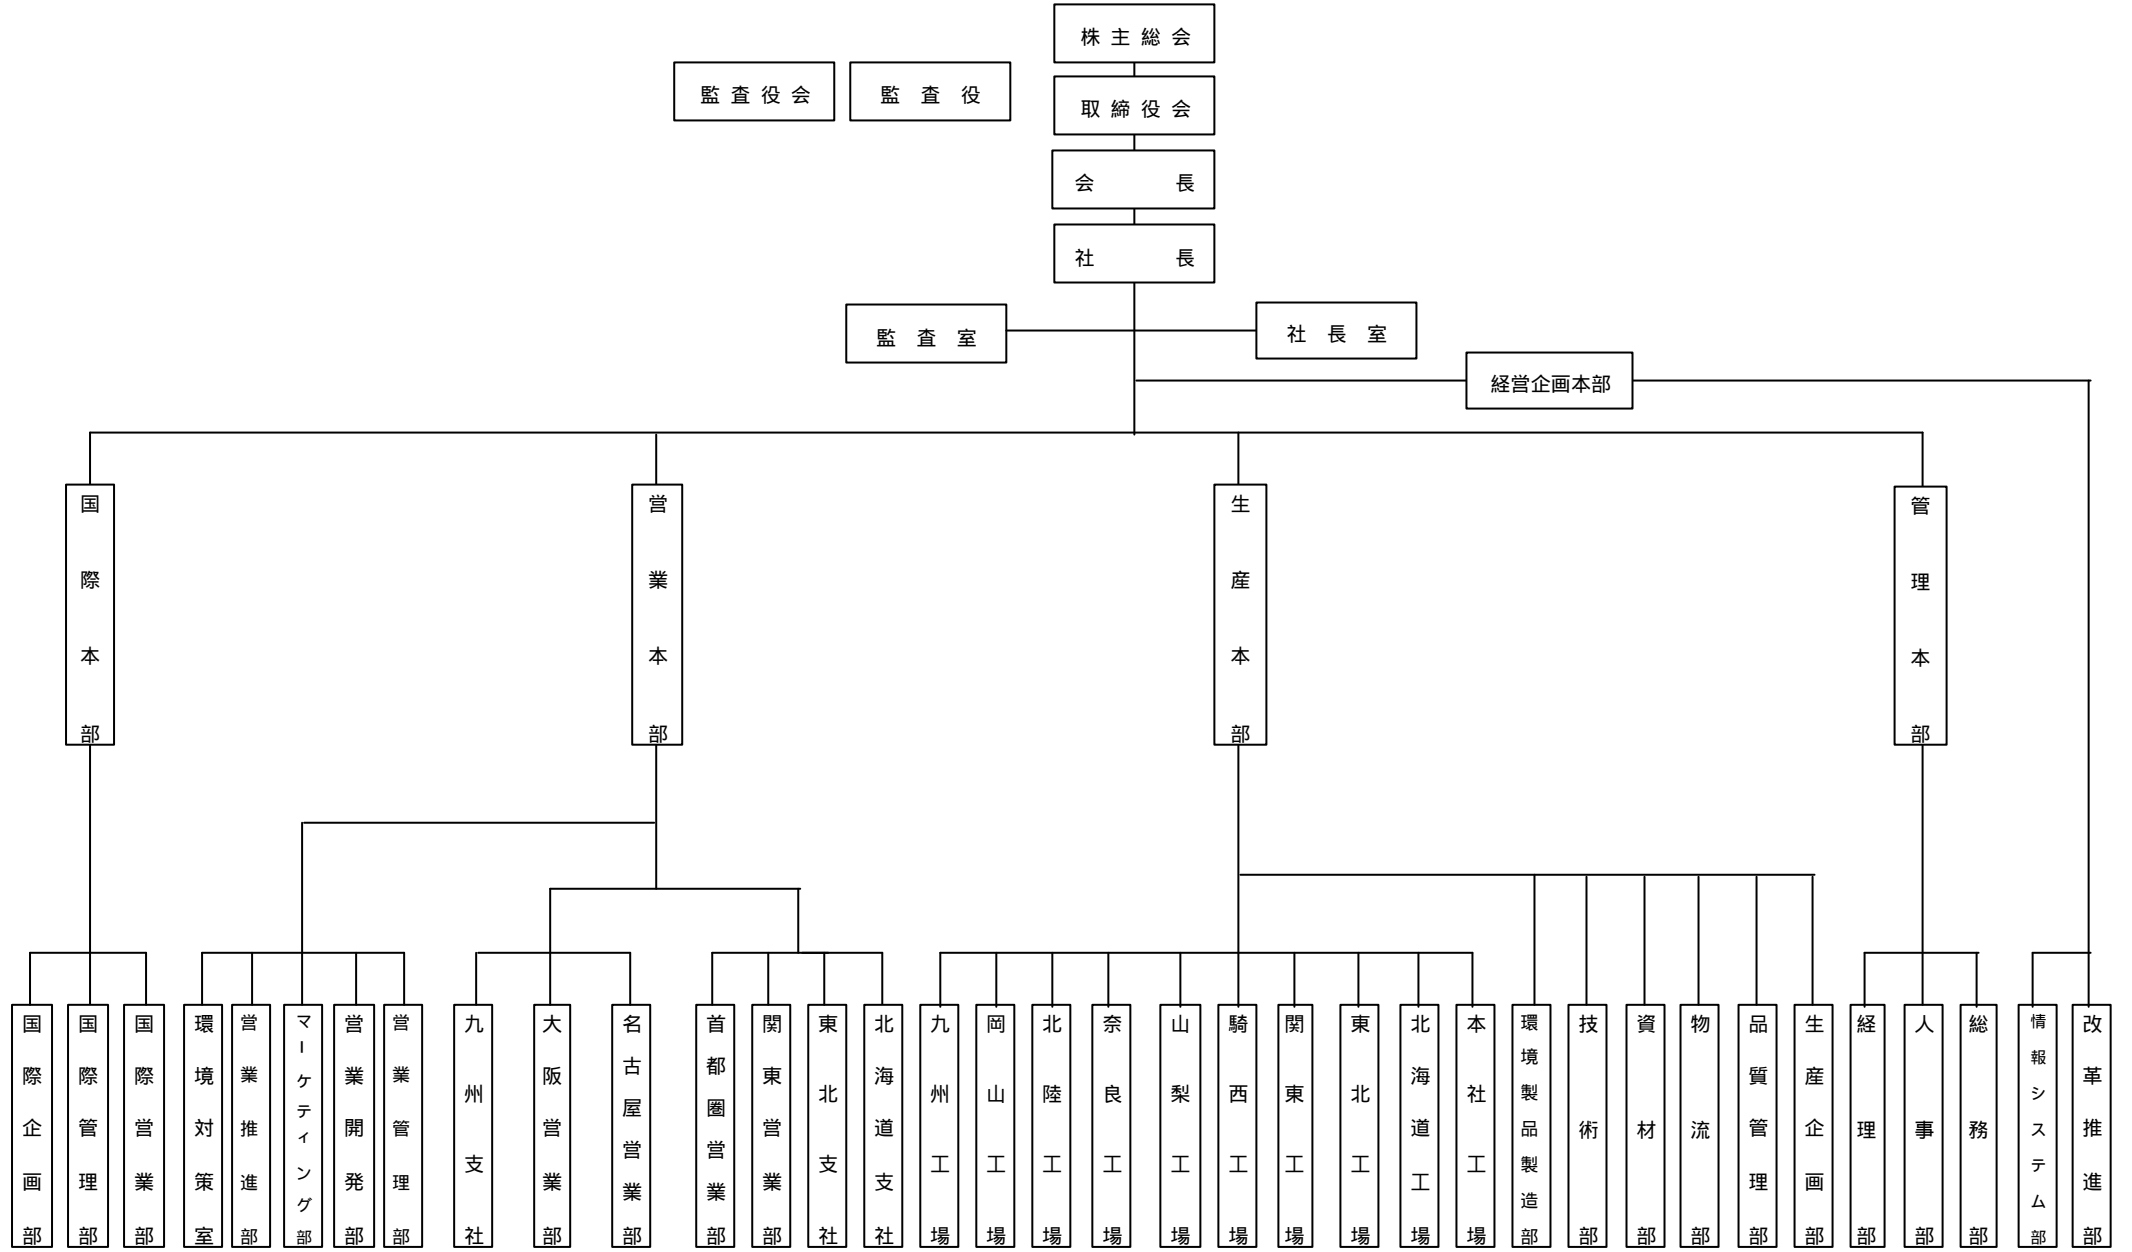 株主総会
監査役会
監査役
取締役会
会長
社長
監査室
社長室
経営企画本部
国際本部
営業本部
生産本部
管理本部
国際企画部
国際管理部
国際営業部
環境対策室
営業推進部
マーケティング部
営業開発部
営業管理部
九州支社
大阪営業部
名古屋営業部
首都圏営業部
関東営業部
東北支社
北海道支社
九州工場
岡山工場
北陸工場
奈良工場
山梨工場
騎西工場
関東工場
東北工場
北海道工場
本社工場
環境製品製造部
技術部
資材部
物流部
品質管理部
生産企画部
経理部
人事部
総務部
情報システム部
改革推進部